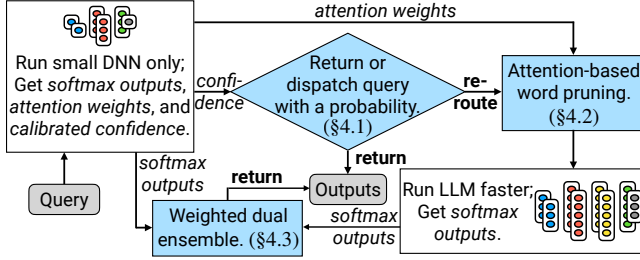 attention weights
Run small DNN only;
Get softmax outputs,
attention weights, and
calibrated confidence.
confi-
dence
Return or
dispatch query
with a probability.
(§4.1)
re-
route
Attention-based
word pruning.
(§4.2)
return
softmax
outputs
return
Query
Outputs
Weighted dual
ensemble. (§4.3)
softmax
outputs
Run LLM faster;
Get softmax
outputs.